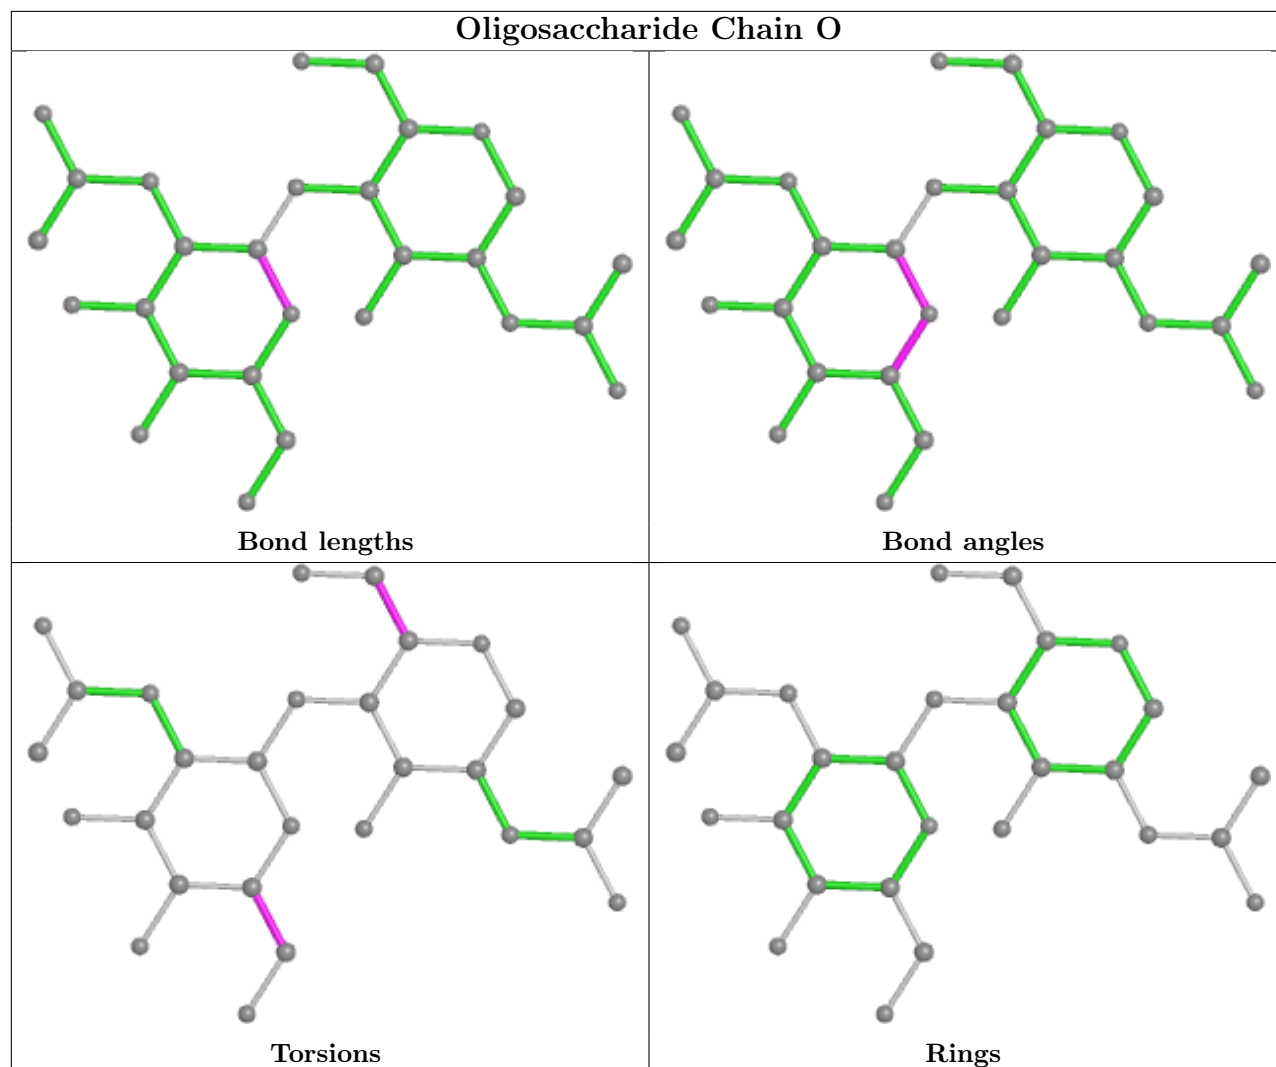 Oligosaccharide Chain O
Bond lengths
Bond angles
Torsions
Rings